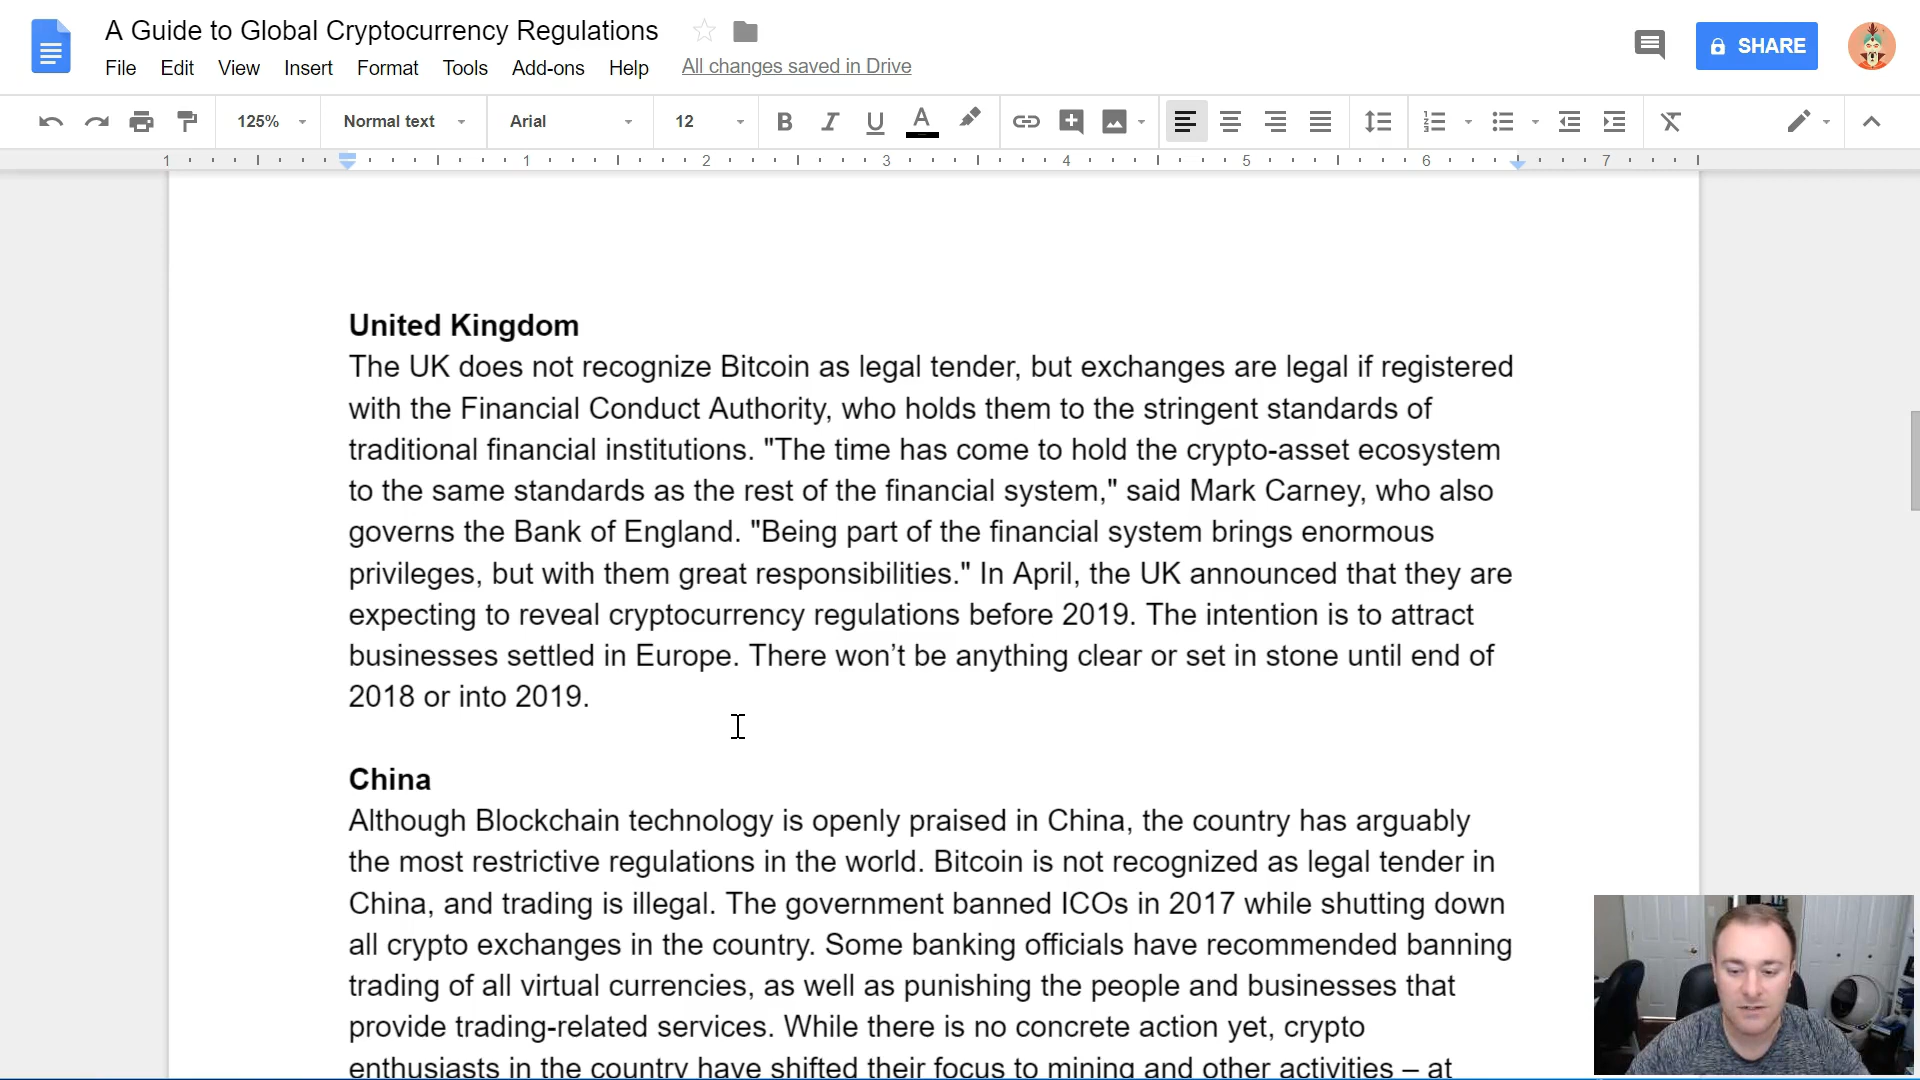 A Guide to Global Cryptocurrency Regulations
SHARE
File Edit View Insert Format Tools Add-ons Help All changes saved in Drive
125% Normal text Arial 12 B I U A
1 1 2 3 4 5 6 7
United Kingdom
The UK does not recognize Bitcoin as legal tender, but exchanges are legal if registered
with the Financial Conduct Authority, who holds them to the stringent standards of
traditional financial institutions. "The time has come to hold the crypto-asset ecosystem
to the same standards as the rest of the financial system," said Mark Carney, who also
governs the Bank of England. "Being part of the financial system brings enormous
privileges, but with them great responsibilities." In April, the UK announced that they are
expecting to reveal cryptocurrency regulations before 2019. The intention is to attract
businesses settled in Europe. There won’t be anything clear or set in stone until end of
2018 or into 2019.
China
Although Blockchain technology is openly praised in China, the country has arguably
the most restrictive regulations in the world. Bitcoin is not recognized as legal tender in
China, and trading is illegal. The government banned ICOs in 2017 while shutting down
all crypto exchanges in the country. Some banking officials have recommended banning
trading of all virtual currencies, as well as punishing the people and businesses that
provide trading-related services. While there is no concrete action yet, crypto
enthusiasts in the country have shifted their focus to mining and other activities – at